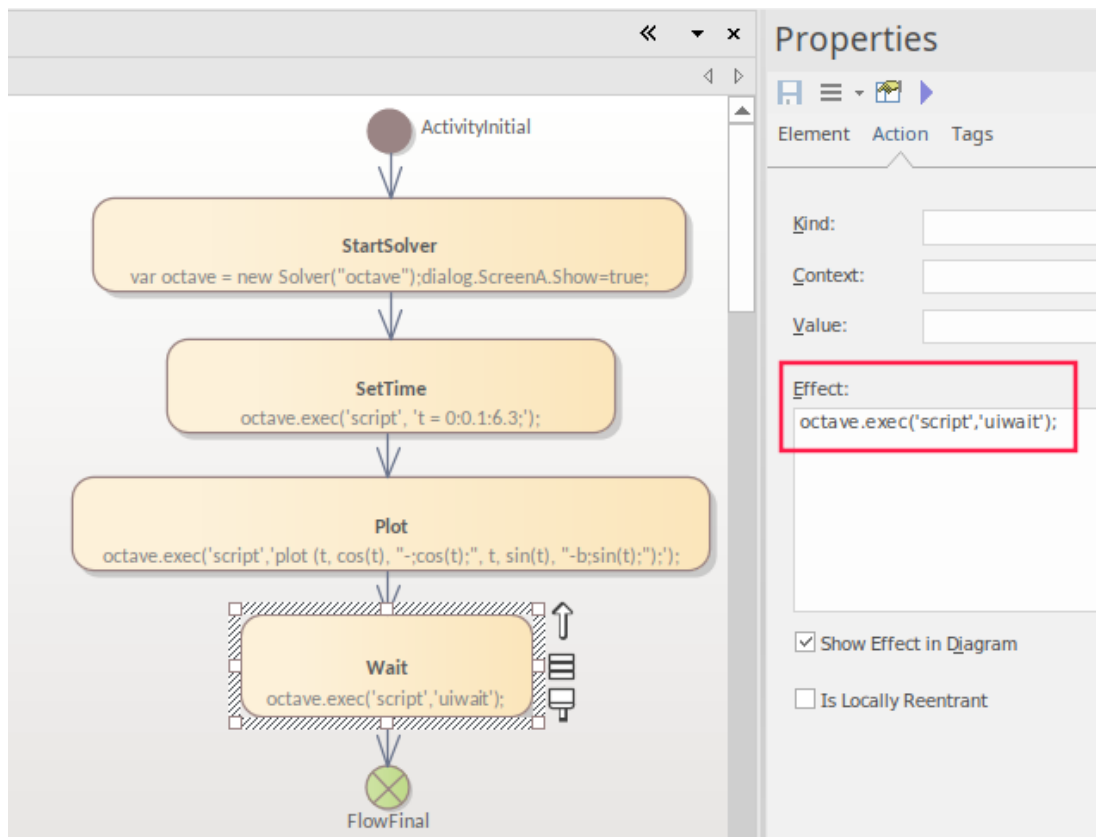 ActivityInitial
StartSolver
var octave = new Solver("octave");dialog.ScreenA.Show=true;
SetTime
octave.exec('script', 't = 0:0.1:6.3;');
Plot
octave.exec('script','plot (t, cos(t), "-;cos(t);", t, sin(t), "-b;sin(t);");');
Wait
octave.exec('script','uiwait');
FlowFinal
Properties
Element Action Tags
Kind:
Context:
Value:
Effect:
octave.exec('script','uiwait');
Show Effect in Diagram
Is Locally Reentrant